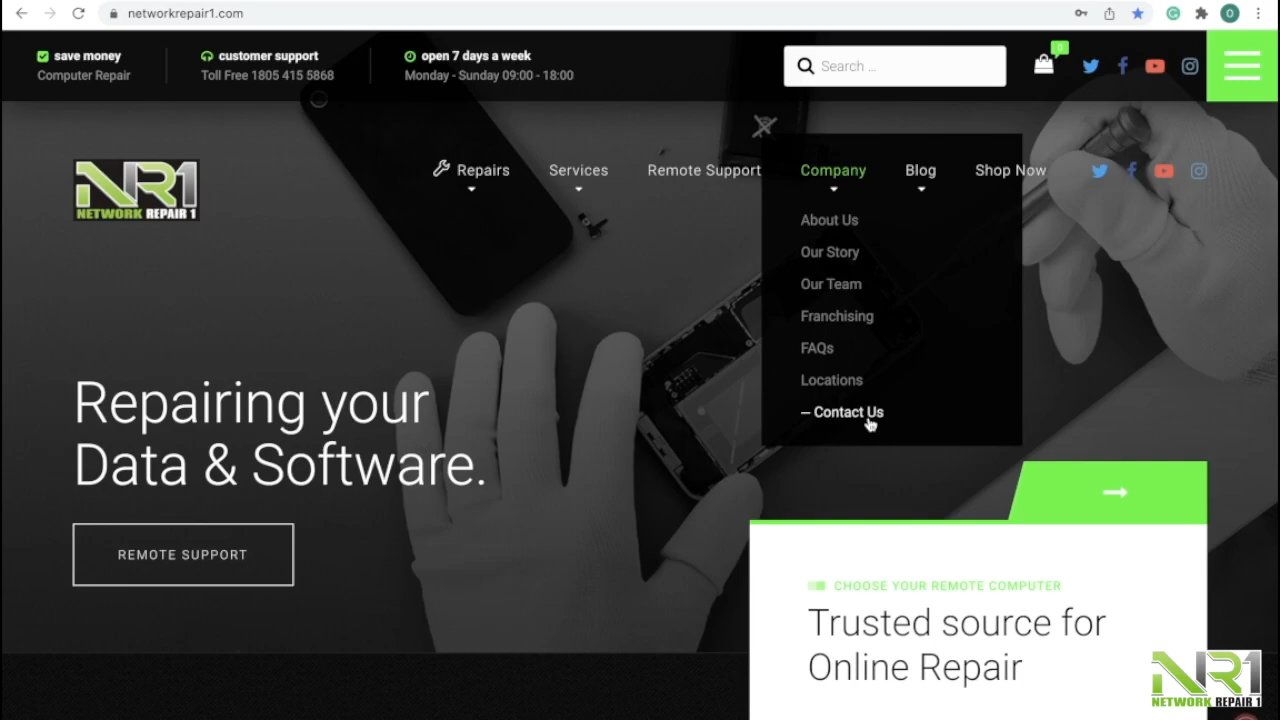 networkrepair1.com
O
save money
Computer Repair
customer support
Toll Free 1805 415 5868
open 7 days a week
Monday - Sunday 09:00 - 18:00
Search ...
0
NR1
NETWORK REPAIR 1
Repairs
Services
Remote Support
Company
Blog
Shop Now
About Us
Our Story
Our Team
Franchising
FAQs
Locations
– Contact Us
Repairing your
Data & Software.
REMOTE SUPPORT
CHOOSE YOUR REMOTE COMPUTER
Trusted source for
Online Repair
NR1
NETWORK REPAIR 1